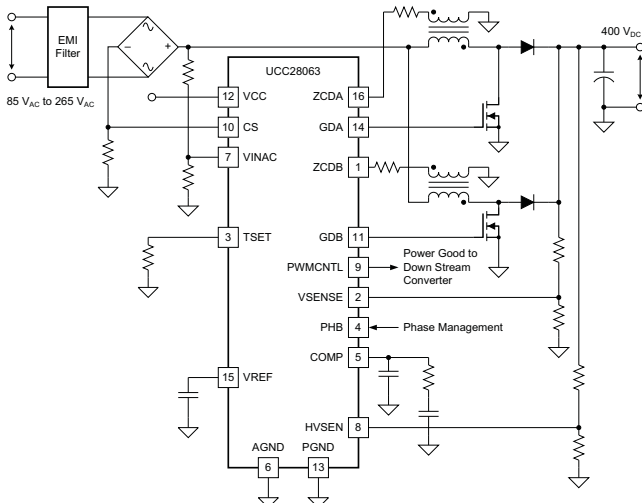 EMI
Filter
85 VAC to 265 VAC
−
+
400 VDC
UCC28063
12 VCC
10 CS
7 VINAC
3 TSET
15 VREF
ZCDA 16
GDA 14
ZCDB 1
GDB 11
PWMCNTL 9
Power Good to
Down Stream
Converter
VSENSE 2
PHB 4
Phase Management
COMP 5
HVSEN 8
AGND PGND
6 13